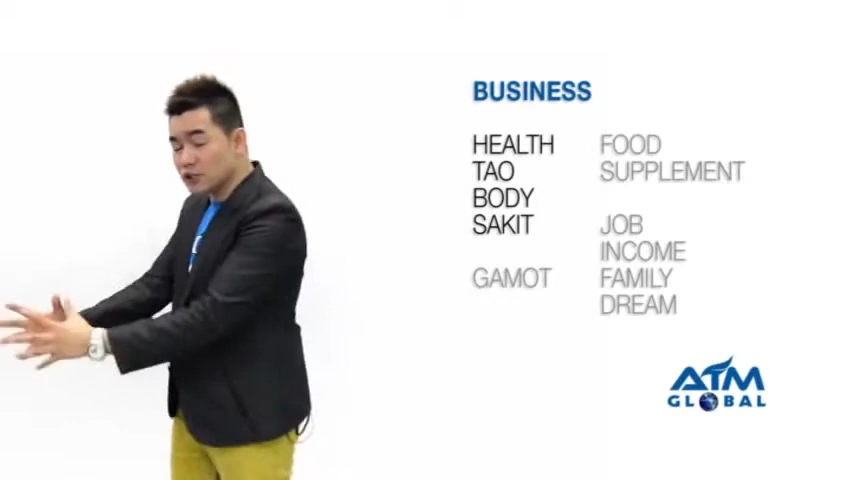 BUSINESS
HEALTH
TAO
BODY
SAKIT
GAMOT
FOOD
SUPPLEMENT
JOB
INCOME
FAMILY
DREAM
ATM
GLOBAL